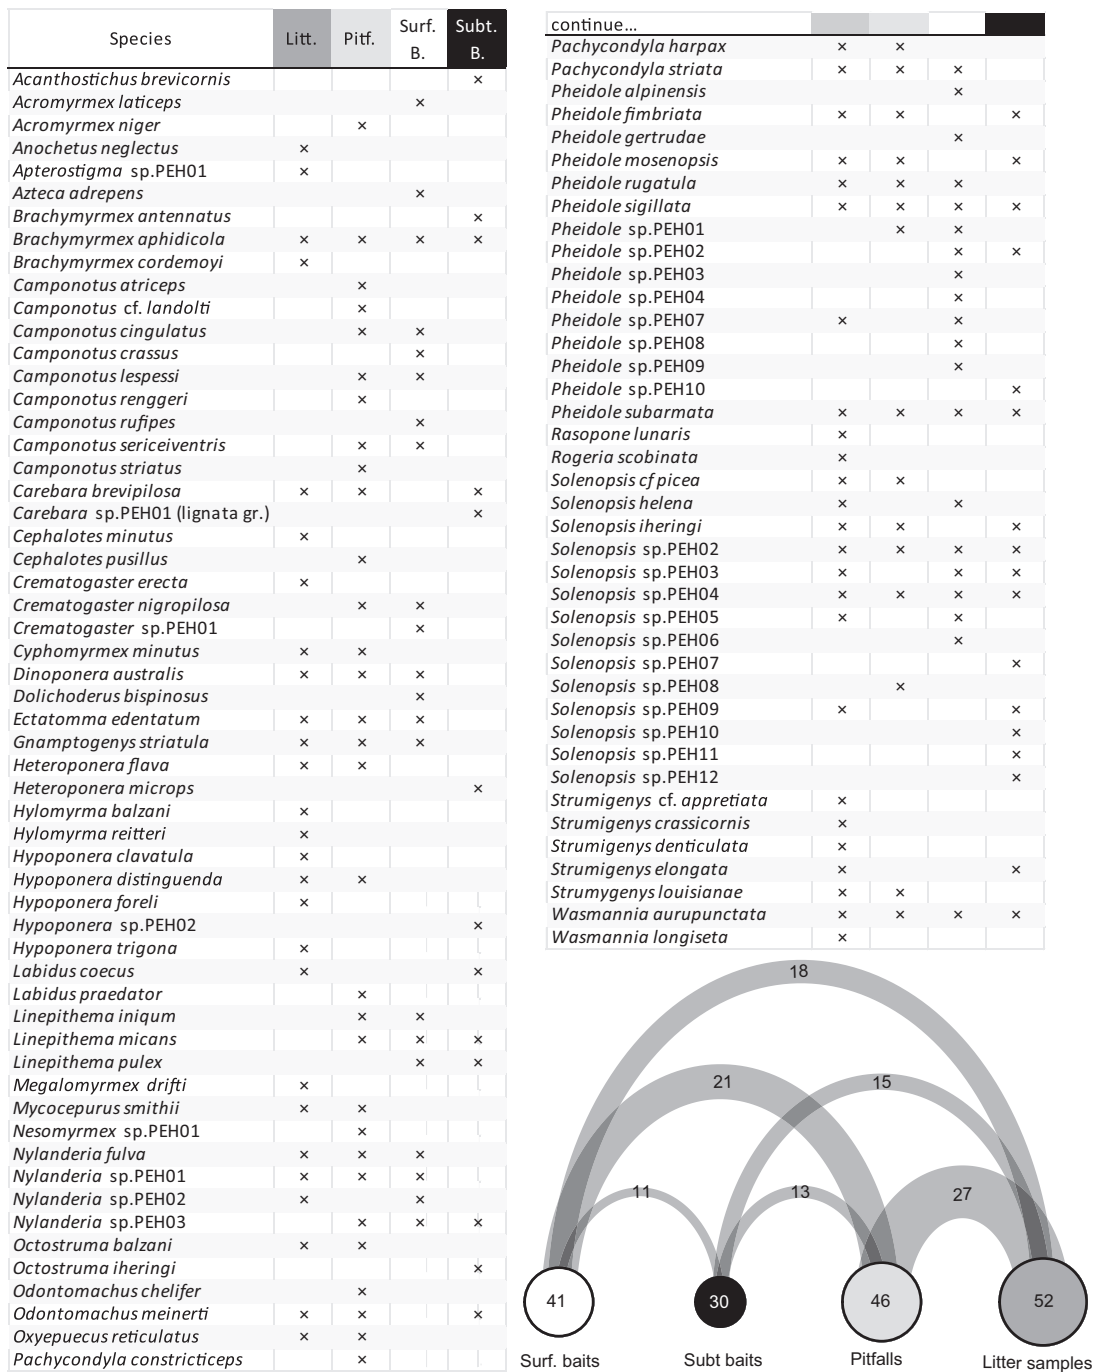 Species Litt. Pitf. Surf. B. Subt. B.
Acanthostichus brevicornis ×
Acromyrmex laticeps ×
Acromyrmex niger ×
Anochetus neglectus ×
Apterostigma sp.PEH01 ×
Azteca adrepens ×
Brachymyrmex antennatus ×
Brachymyrmex aphidicola × × × ×
Brachymyrmex cordemoyi ×
Camponotus atriceps ×
Camponotus cf. landolti ×
Camponotus cingulatus × ×
Camponotus crassus ×
Camponotus lespessi × ×
Camponotus renggeri ×
Camponotus rufipes ×
Camponotus sericeiventris × ×
Camponotus striatus ×
Carebara brevipilosa × × ×
Carebara sp.PEH01 (lignata gr.) ×
Cephalotes minutus ×
Cephalotes pusillus ×
Crematogaster erecta ×
Crematogaster nigropilosa × ×
Crematogaster sp.PEH01 ×
Cyphomyrmex minutus × ×
Dinoponera australis × × ×
Dolichoderus bispinosus ×
Ectatomma edentatum × × ×
Gnamptogenys striatula × × ×
Heteroponera flava × ×
Heteroponera microps ×
Hylomyrma balzani ×
Hylomyrma reitteri ×
Hypoponera clavatula ×
Hypoponera distinguenda × ×
Hypoponera foreli ×
Hypoponera sp.PEH02 ×
Hypoponera trigona ×
Labidus coecus × ×
Labidus praedator ×
Linepithema iniqum × ×
Linepithema micans × × ×
Linepithema pulex × ×
Megalomyrmex drifti ×
Mycocepurus smithii × ×
Nesomyrmex sp.PEH01 ×
Nylanderia fulva × × ×
Nylanderia sp.PEH01 × × ×
Nylanderia sp.PEH02 × ×
Nylanderia sp.PEH03 × × ×
Octostruma balzani × ×
Octostruma iheringi ×
Odontomachus chelifer ×
Odontomachus meinerti × × ×
Oxyepuecus reticulatus × ×
Pachycondyla constricticeps ×
continue...
Pachycondyla harpax × ×
Pachycondyla striata × × ×
Pheidole alpinensis ×
Pheidole fimbriata × × ×
Pheidole gertrudae ×
Pheidole mosenopsis × × ×
Pheidole rugatula × × ×
Pheidole sigillata × × × ×
Pheidole sp.PEH01 × ×
Pheidole sp.PEH02 × ×
Pheidole sp.PEH03 ×
Pheidole sp.PEH04 ×
Pheidole sp.PEH07 × ×
Pheidole sp.PEH08 ×
Pheidole sp.PEH09 ×
Pheidole sp.PEH10 ×
Pheidole subarmata × × × ×
Rasopone lunaris ×
Rogeria scobinata ×
Solenopsis cf picea × ×
Solenopsis helena × ×
Solenopsis iheringi × × ×
Solenopsis sp.PEH02 × × × ×
Solenopsis sp.PEH03 × × ×
Solenopsis sp.PEH04 × × × ×
Solenopsis sp.PEH05 × ×
Solenopsis sp.PEH06 ×
Solenopsis sp.PEH07 ×
Solenopsis sp.PEH08 ×
Solenopsis sp.PEH09 × ×
Solenopsis sp.PEH10 ×
Solenopsis sp.PEH11 ×
Solenopsis sp.PEH12 ×
Strumigenys cf. appretiata ×
Strumigenys crassicornis ×
Strumigenys denticulata ×
Strumigenys elongata × ×
Strumygenys louisianae × ×
Wasmannia aurupunctata × × × ×
Wasmannia longiseta ×
18
21 15
11 13 27
41 30 46 52
Surf. baits Subt baits Pitfalls Litter samples